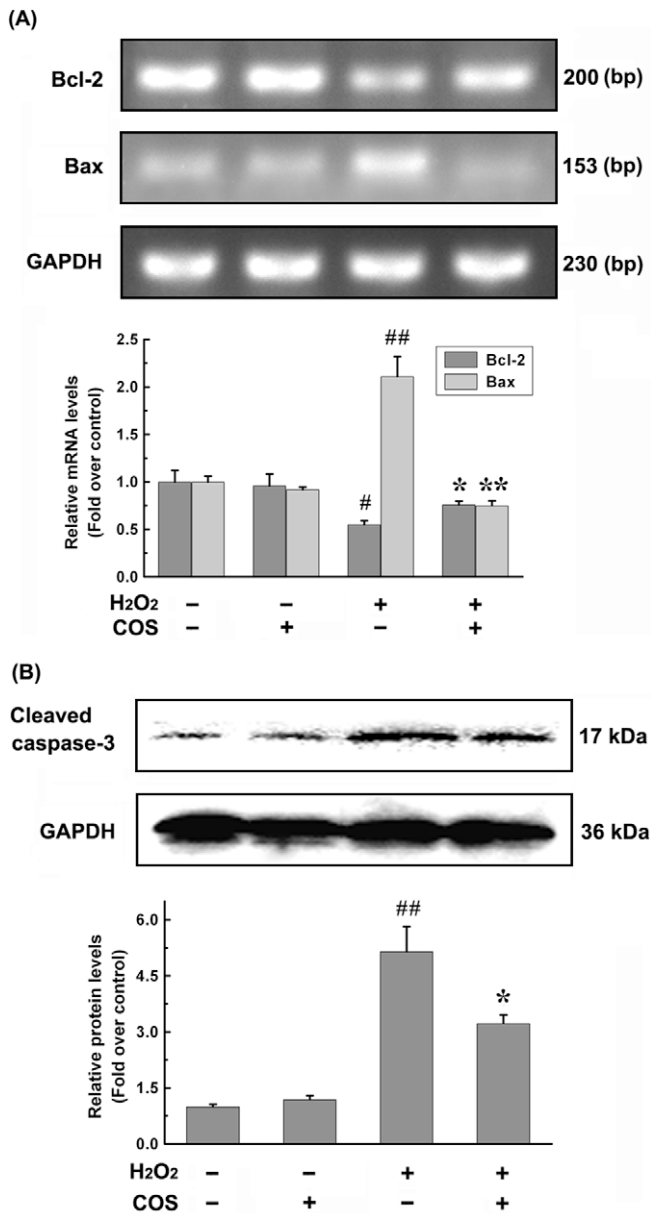 (A)
Bcl-2 200 (bp)
Bax 153 (bp)
GAPDH 230 (bp)
Relative mRNA levels
(Fold over control)
2.5
2.0
1.5
1.0
0.5
0.0
Bcl-2
Bax
#
##
*
**
H2O2 – – + +
COS – + – +
(B)
Cleaved
caspase-3 17 kDa
GAPDH 36 kDa
Relative protein levels
(Fold over control)
6.0
4.5
3.0
1.5
0.0
##
*
H2O2 – – + +
COS – + – +